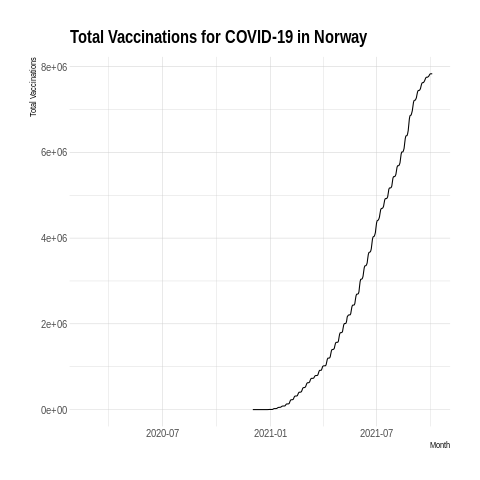 Total Vaccinations for COVID-19 in Norway
Total Vaccinations
8e+06
6e+06
4e+06
2e+06
0e+00
2020-07
2021-01
2021-07
Month